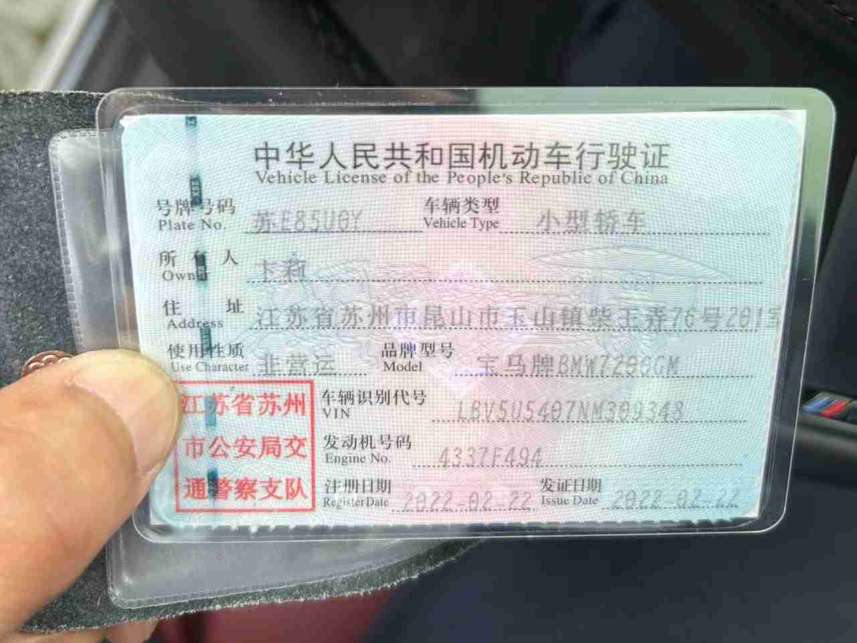 中华人民共和国机动车行驶证
Vehicle License of the People's Republic of China
号牌号码 苏E85U0Y 车辆类型 小型轿车
Plate No. Vehicle Type
所有人 卞莉
Owner
住址 江苏省苏州市昆山市玉山镇柴王弄76号201室
Address
使用性质 非营运 品牌型号 宝马牌BMW7200GM
Use Character Model
江苏省苏州 车辆识别代号 LBV5U5407NM309348
VIN
市公安局交 发动机号码 4337F494
Engine No.
通警察支队 注册日期 2022-02-22 发证日期 2022-02-22
Register Date Issue Date